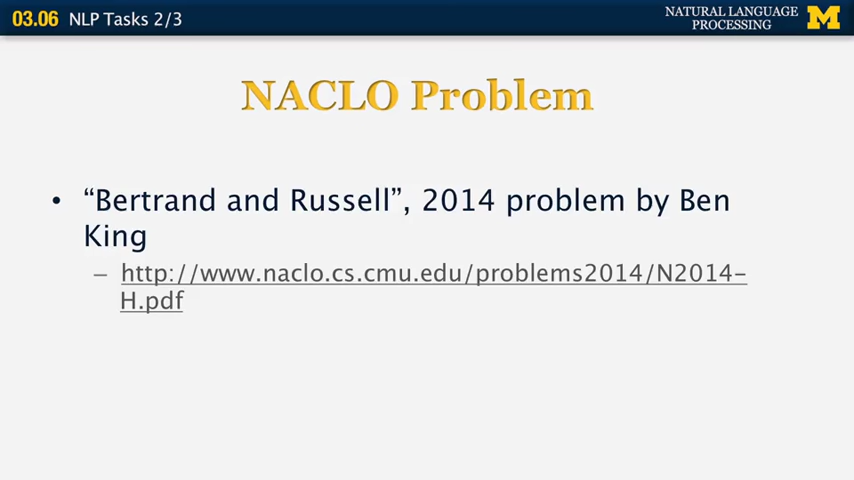 03.06 NLP Tasks 2/3
NATURAL LANGUAGE
PROCESSING
M
NACLO Problem
• “Bertrand and Russell”, 2014 problem by Ben
King
– http://www.naclo.cs.cmu.edu/problems2014/N2014-
H.pdf